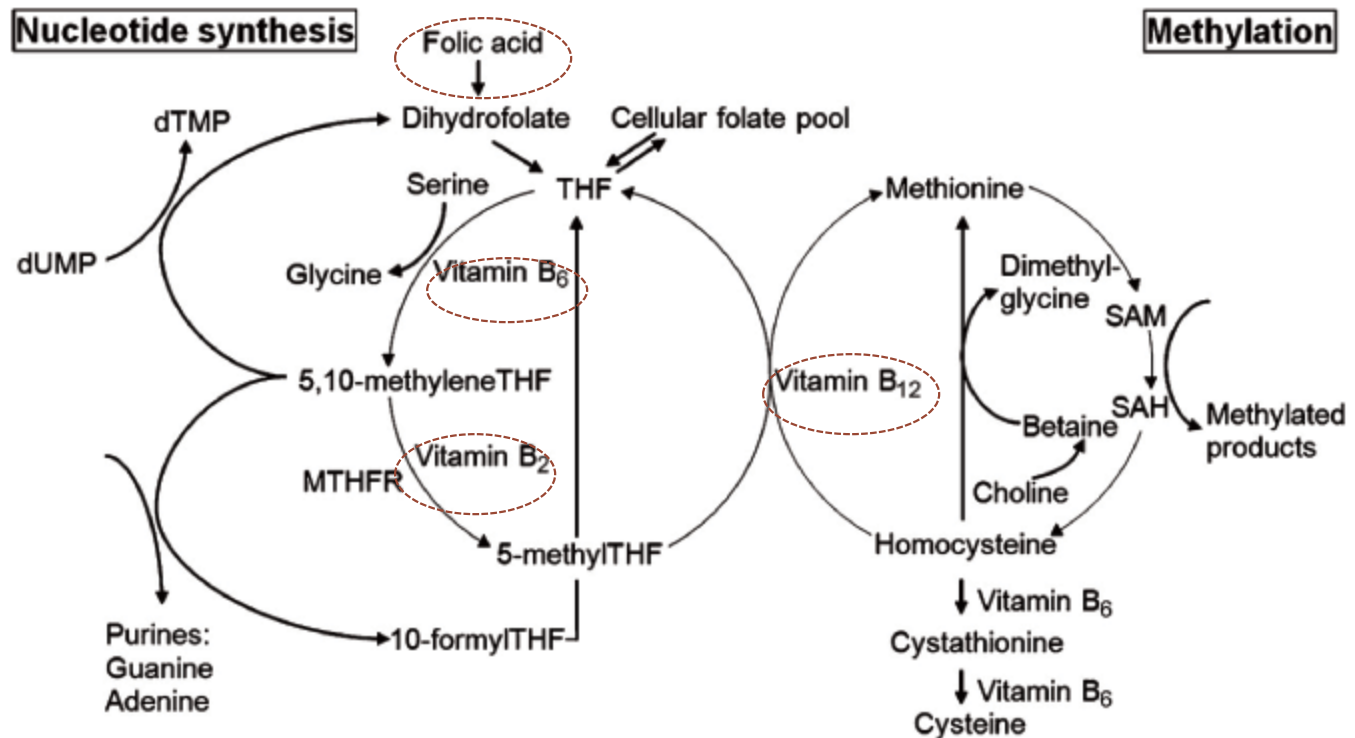 Nucleotide synthesis
Methylation
Folic acid
dTMP
Dihydrofolate
Cellular folate pool
Serine
THF
Methionine
dUMP
Glycine
Vitamin B6
Dimethyl-
glycine
SAM
5,10-methyleneTHF
Vitamin B12
SAH
Betaine
Methylated
products
Vitamin B2
MTHFR
Choline
5-methylTHF
Homocysteine
Vitamin B6
Purines:
Guanine
Adenine
10-formylTHF
Cystathionine
Vitamin B6
Cysteine